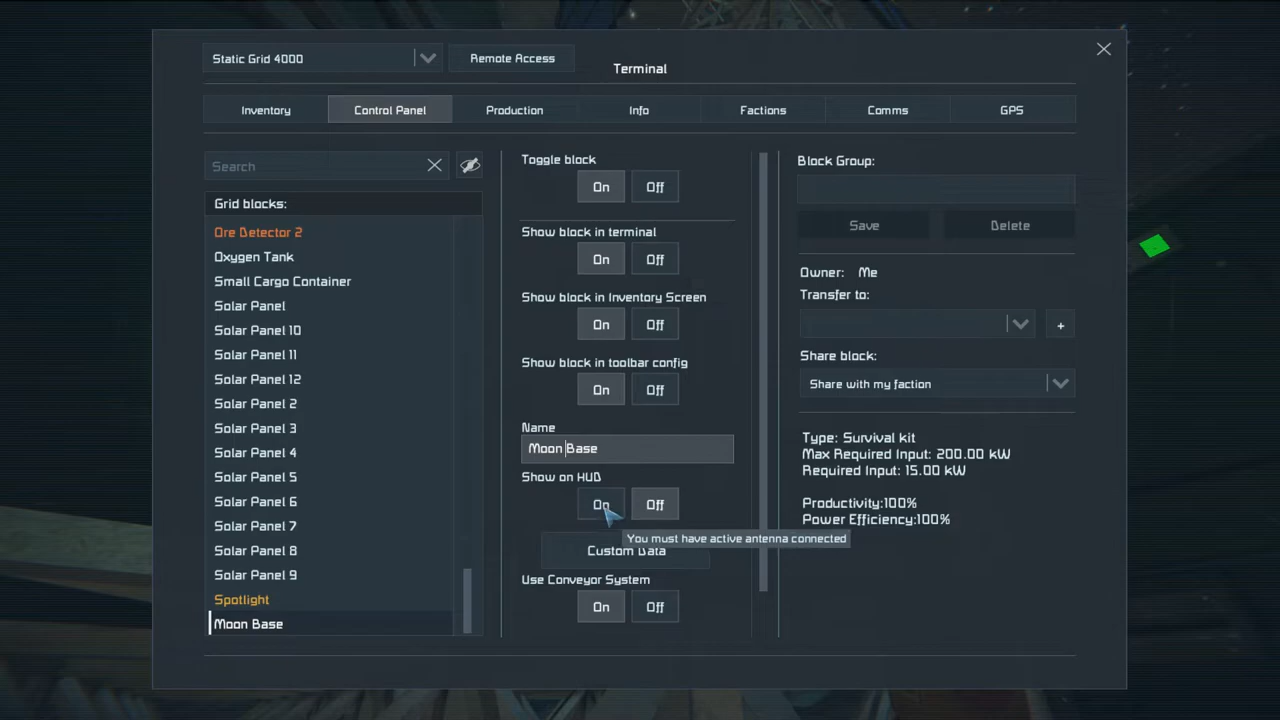 Static Grid 4000
Remote Access
Terminal
Inventory
Control Panel
Production
Info
Factions
Comms
GPS
Search
Grid blocks:
Ore Detector 2
Oxygen Tank
Small Cargo Container
Solar Panel
Solar Panel 10
Solar Panel 11
Solar Panel 12
Solar Panel 2
Solar Panel 3
Solar Panel 4
Solar Panel 5
Solar Panel 6
Solar Panel 7
Solar Panel 8
Solar Panel 9
Spotlight
Moon Base
Toggle block
On Off
Show block in terminal
On Off
Show block in Inventory Screen
On Off
Show block in toolbar config
On Off
Name
Moon Base
Show on HUD
On Off
You must have active antenna connected
Custom Data
Use Conveyor System
On Off
Block Group:
Save Delete
Owner: Me
Transfer to:
+
Share block:
Share with my faction
Type: Survival kit
Max Required Input: 200.00 kW
Required Input: 15.00 kW
Productivity:100%
Power Efficiency:100%